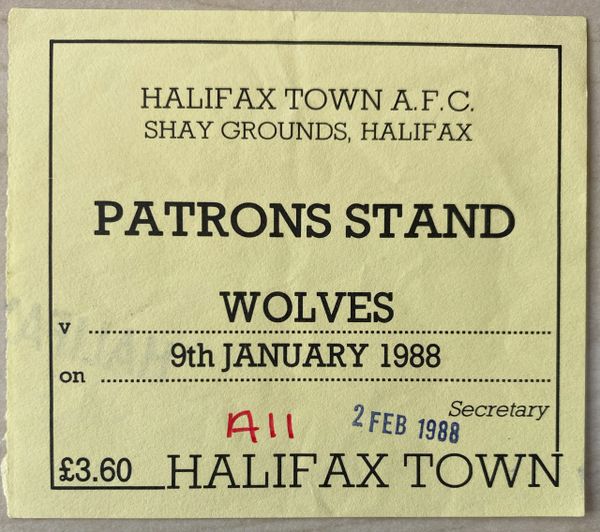 HALIFAX TOWN A.F.C.
SHAY GROUNDS, HALIFAX
PATRONS STAND
v WOLVES
on 9th JANUARY 1988
Secretary
A11 2 FEB 1988
£3.60 HALIFAX TOWN